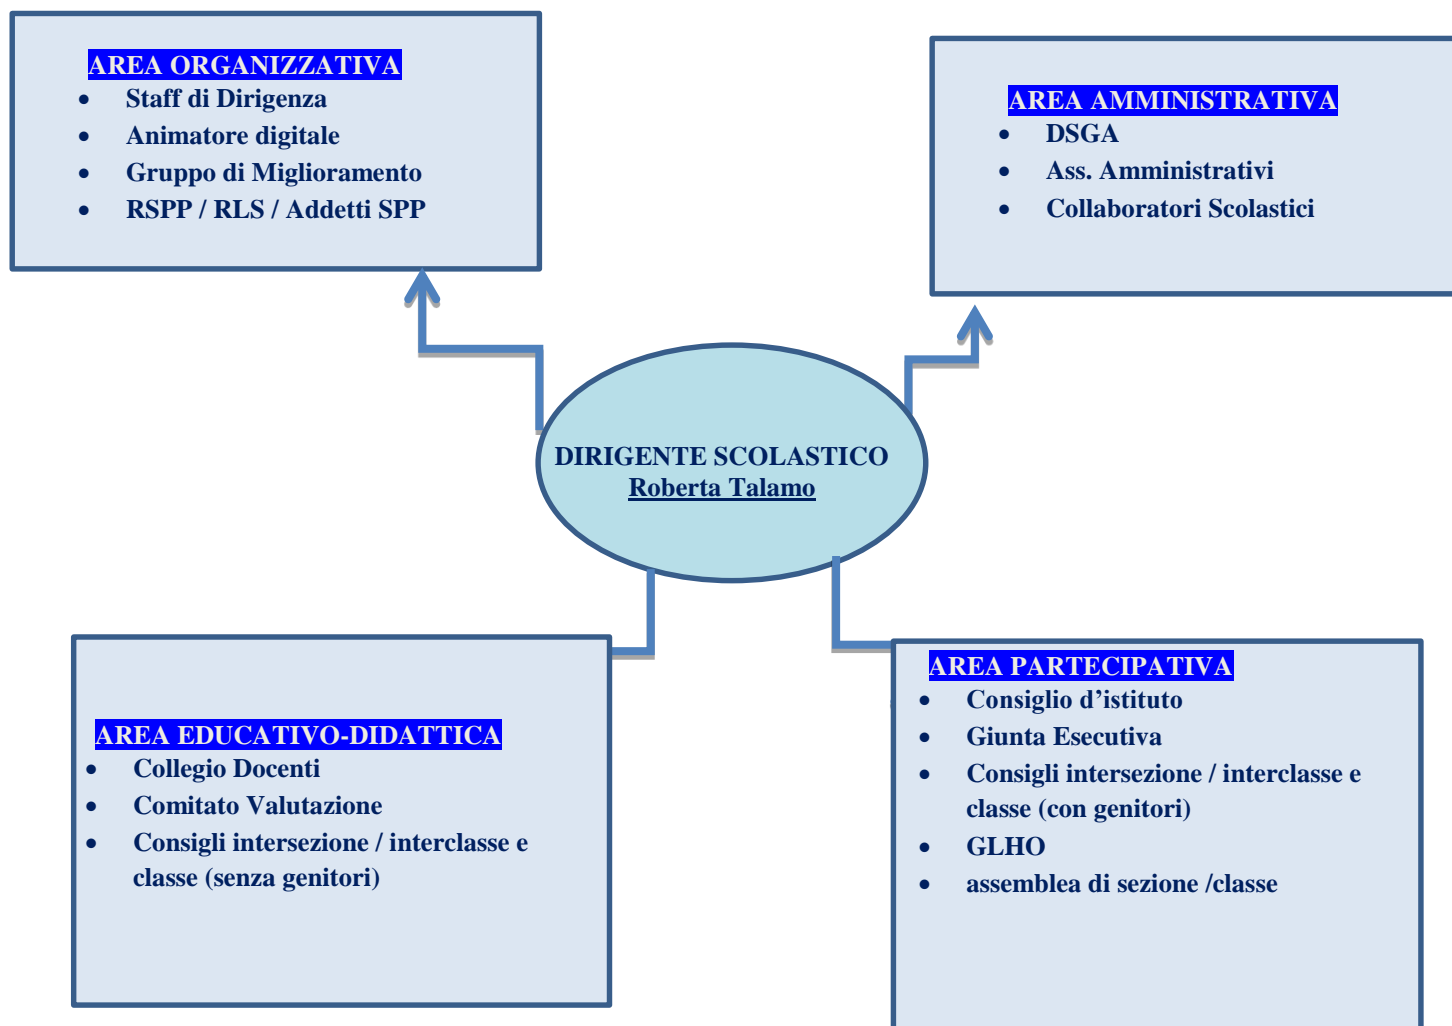 AREA ORGANIZZATIVA
• Staff di Dirigenza
• Animatore digitale
• Gruppo di Miglioramento
• RSPP / RLS / Addetti SPP
AREA AMMINISTRATIVA
• DSGA
• Ass. Amministrativi
• Collaboratori Scolastici
DIRIGENTE SCOLASTICO
Roberta Talamo
AREA EDUCATIVO-DIDATTICA
• Collegio Docenti
• Comitato Valutazione
• Consigli intersezione / interclasse e
classe (senza genitori)
AREA PARTECIPATIVA
• Consiglio d’istituto
• Giunta Esecutiva
• Consigli intersezione / interclasse e
classe (con genitori)
• GLHO
• assemblea di sezione /classe